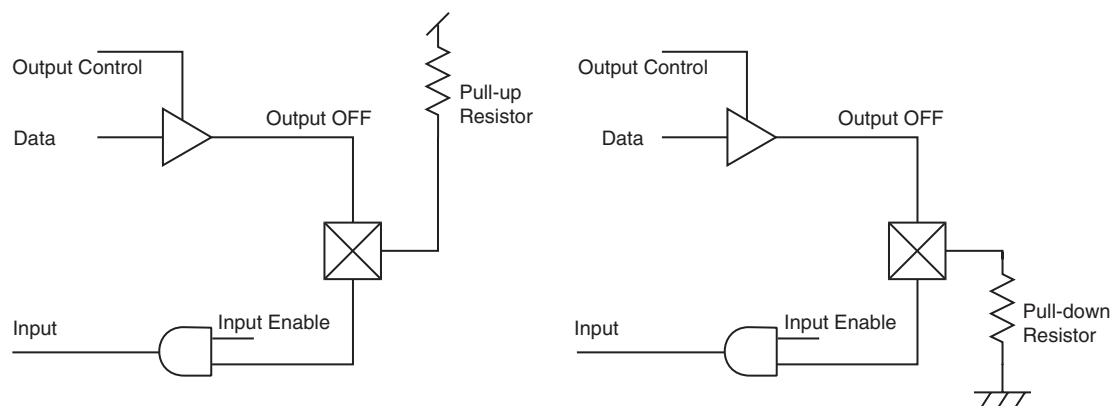 Output Control
Pull-up
Resistor
Data
Output OFF
Input Enable
Input
Output Control
Data
Output OFF
Input Enable
Input
Pull-down
Resistor